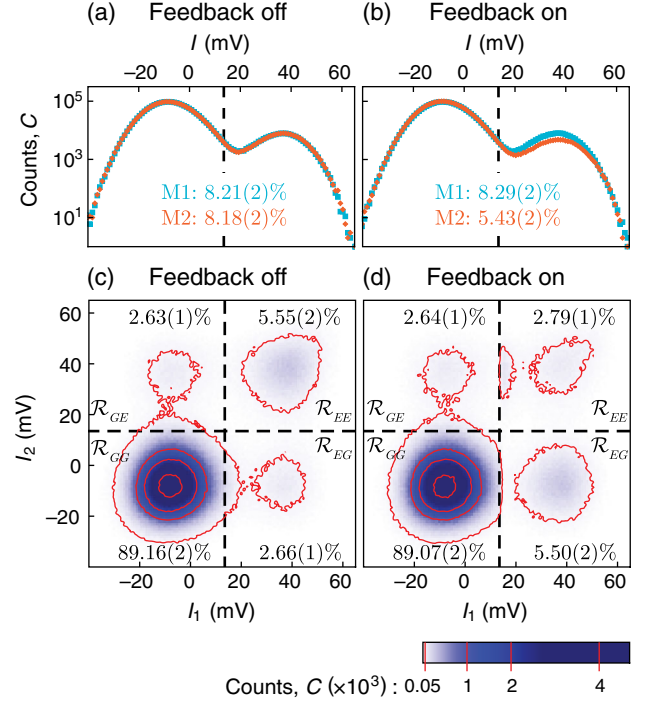 (a) Feedback off
I (mV)
−20 0 20 40 60
Counts, C
10^5
10^3
10^1
M1: 8.21(2)%
M2: 8.18(2)%
(b) Feedback on
I (mV)
−20 0 20 40 60
M1: 8.29(2)%
M2: 5.43(2)%
(c) Feedback off
I_2 (mV)
60
40
20
0
−20
2.63(1)% 5.55(2)%
R_GE R_EE
R_GG R_EG
89.16(2)% 2.66(1)%
−20 0 20 40 60
I_1 (mV)
(d) Feedback on
2.64(1)% 2.79(1)%
R_GE R_EE
R_GG R_EG
89.07(2)% 5.50(2)%
−20 0 20 40 60
I_1 (mV)
Counts, C (×10^3) : 0.05 1 2 4